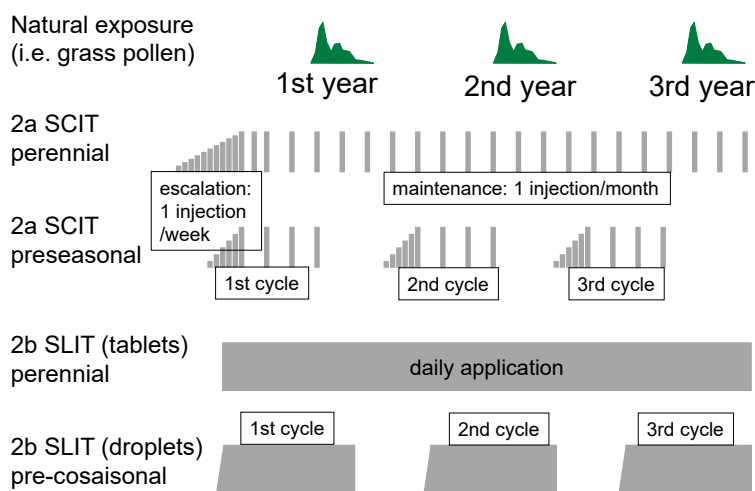 Natural exposure
(i.e. grass pollen)
1st year
2nd year
3rd year
2a SCIT
perennial
escalation:
1 injection
/week
maintenance: 1 injection/month
2a SCIT
preseasonal
1st cycle
2nd cycle
3rd cycle
2b SLIT (tablets)
perennial
daily application
2b SLIT (droplets)
pre-cosaisonal
1st cycle
2nd cycle
3rd cycle